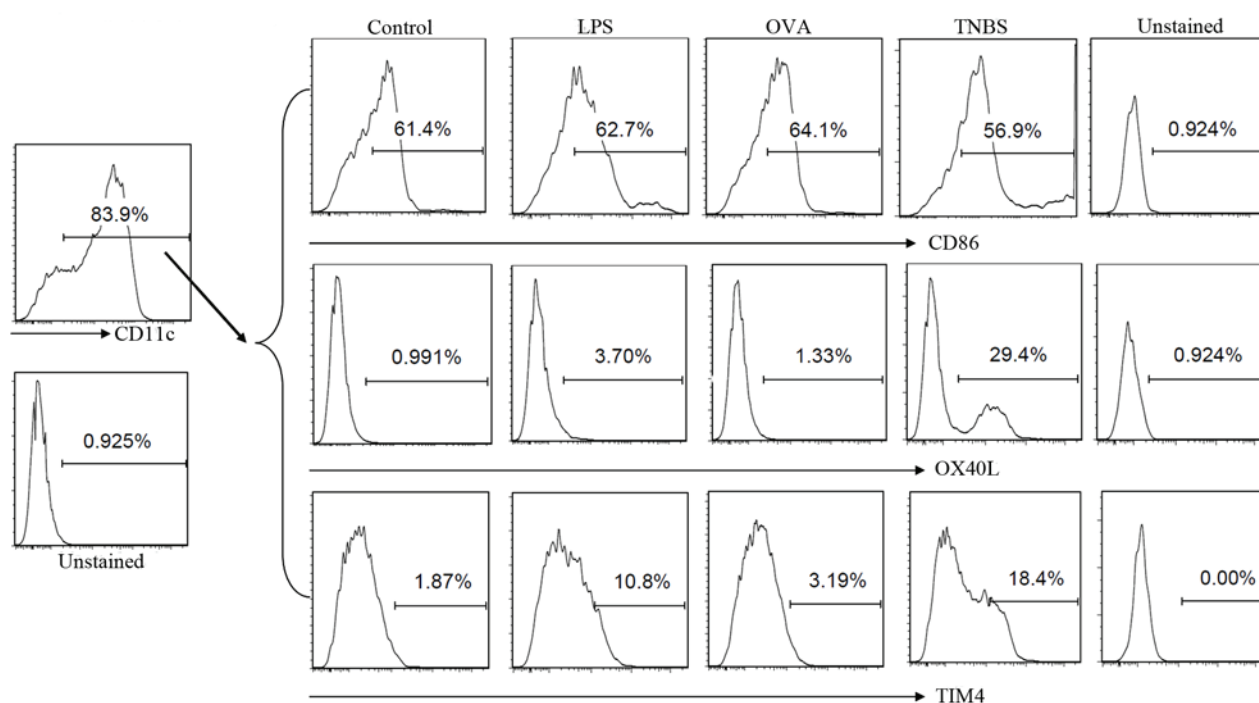 Control LPS OVA TNBS Unstained
61.4% 62.7% 64.1% 56.9% 0.924%
CD86
83.9%
CD11c
0.991% 3.70% 1.33% 29.4% 0.924%
OX40L
0.925%
Unstained
1.87% 10.8% 3.19% 18.4% 0.00%
TIM4